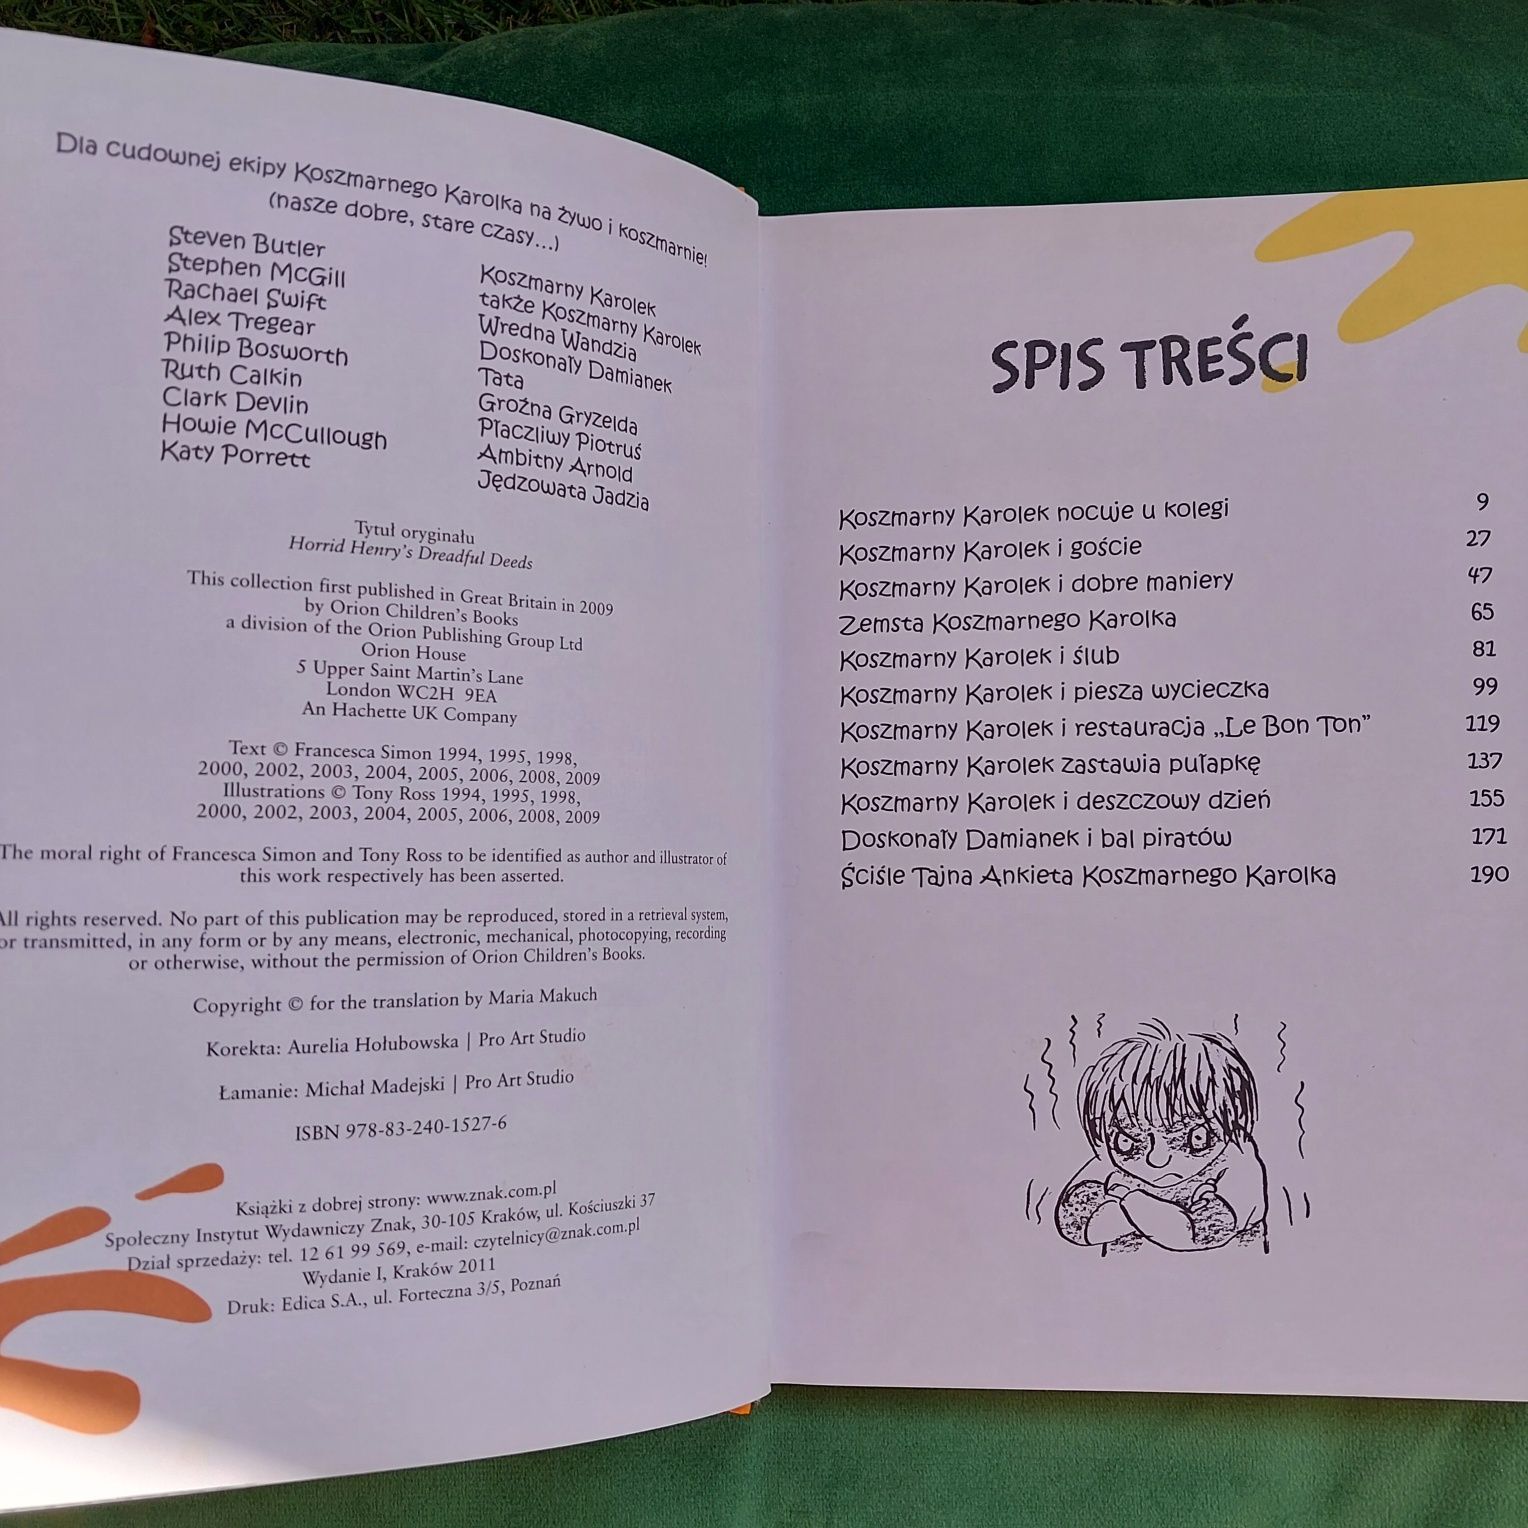 Dla cudownej ekipy Koszmarnego Karolka na żywo i koszmarnie!
(nasze dobre, stare czasy...)
Steven Butler Koszmarny Karolek
Stephen McGill także Koszmarny Karolek
Rachael Swift Wredna Wandzia
Alex Tregear Doskonały Damianek
Philip Bosworth Tata
Ruth Calkin Groźna Gryzelda
Clark Devlin Płaczliwy Piotruś
Howie McCullough Ambitny Arnold
Katy Porrett Jędzowata Jadzia
Tytuł oryginału
Horrid Henry's Dreadful Deeds
This collection first published in Great Britain in 2009
by Orion Children's Books
a division of the Orion Publishing Group Ltd
Orion House
5 Upper Saint Martin's Lane
London WC2H 9EA
An Hachette UK Company
Text © Francesca Simon 1994, 1995, 1998,
2000, 2002, 2003, 2004, 2005, 2006, 2008, 2009
Illustrations © Tony Ross 1994, 1995, 1998,
2000, 2002, 2003, 2004, 2005, 2006, 2008, 2009
The moral right of Francesca Simon and Tony Ross to be identified as author and illustrator of
this work respectively has been asserted.
All rights reserved. No part of this publication may be reproduced, stored in a retrieval system,
or transmitted, in any form or by any means, electronic, mechanical, photocopying, recording
or otherwise, without the permission of Orion Children's Books.
Copyright © for the translation by Maria Makuch
Korekta: Aurelia Hołubowska | Pro Art Studio
Łamanie: Michał Madejski | Pro Art Studio
ISBN 978-83-240-1527-6
Książki z dobrej strony: www.znak.com.pl
Społeczny Instytut Wydawniczy Znak, 30-105 Kraków, ul. Kościuszki 37
Dział sprzedaży: tel. 12 61 99 569, e-mail: czytelnicy@znak.com.pl
Wydanie I, Kraków 2011
Druk: Edica S.A., ul. Forteczna 3/5, Poznań
SPIS TREŚCI
Koszmarny Karolek nocuje u kolegi 9
Koszmarny Karolek i goście 27
Koszmarny Karolek i dobre maniery 47
Zemsta Koszmarnego Karolka 65
Koszmarny Karolek i ślub 81
Koszmarny Karolek i piesza wycieczka 99
Koszmarny Karolek i restauracja „Le Bon Ton” 119
Koszmarny Karolek zastawia pułapkę 137
Koszmarny Karolek i deszczowy dzień 155
Doskonały Damianek i bal piratów 171
Ściśle Tajna Ankieta Koszmarnego Karolka 190